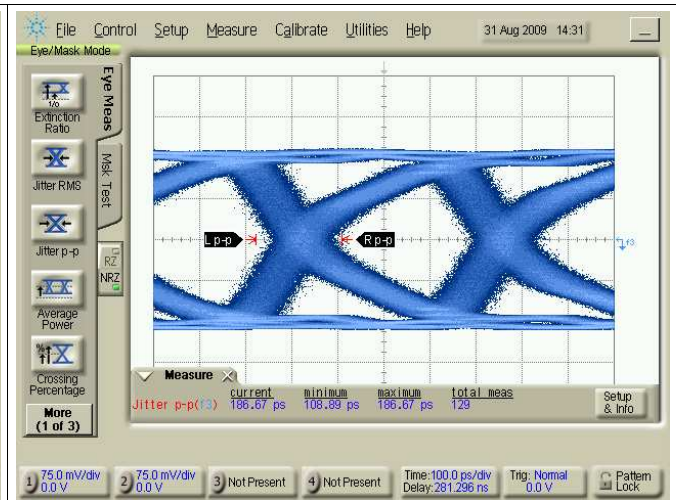 File Control Setup Measure Calibrate Utilities Help 31 Aug 2009 14:31
Eye/Mask Mode
Eye Meas
Msk Test
1/0
Extinction
Ratio
Jitter RMS
Jitter p-p
RZ
NRZ
Average
Power
%
Crossing
Percentage
More
(1 of 3)
L p-p
R p-p
f3
Measure
current minimum maximum total meas
Jitter p-p(f3) 186.67 ps 108.89 ps 186.67 ps 129
Setup
& Info
1) 75.0 mV/div
0.0 V
2) 75.0 mV/div
0.0 V
3) Not Present
4) Not Present
Time:100.0 ps/div
Delay:281.296 ns
Trig: Normal
0.0 V
Pattern
Lock